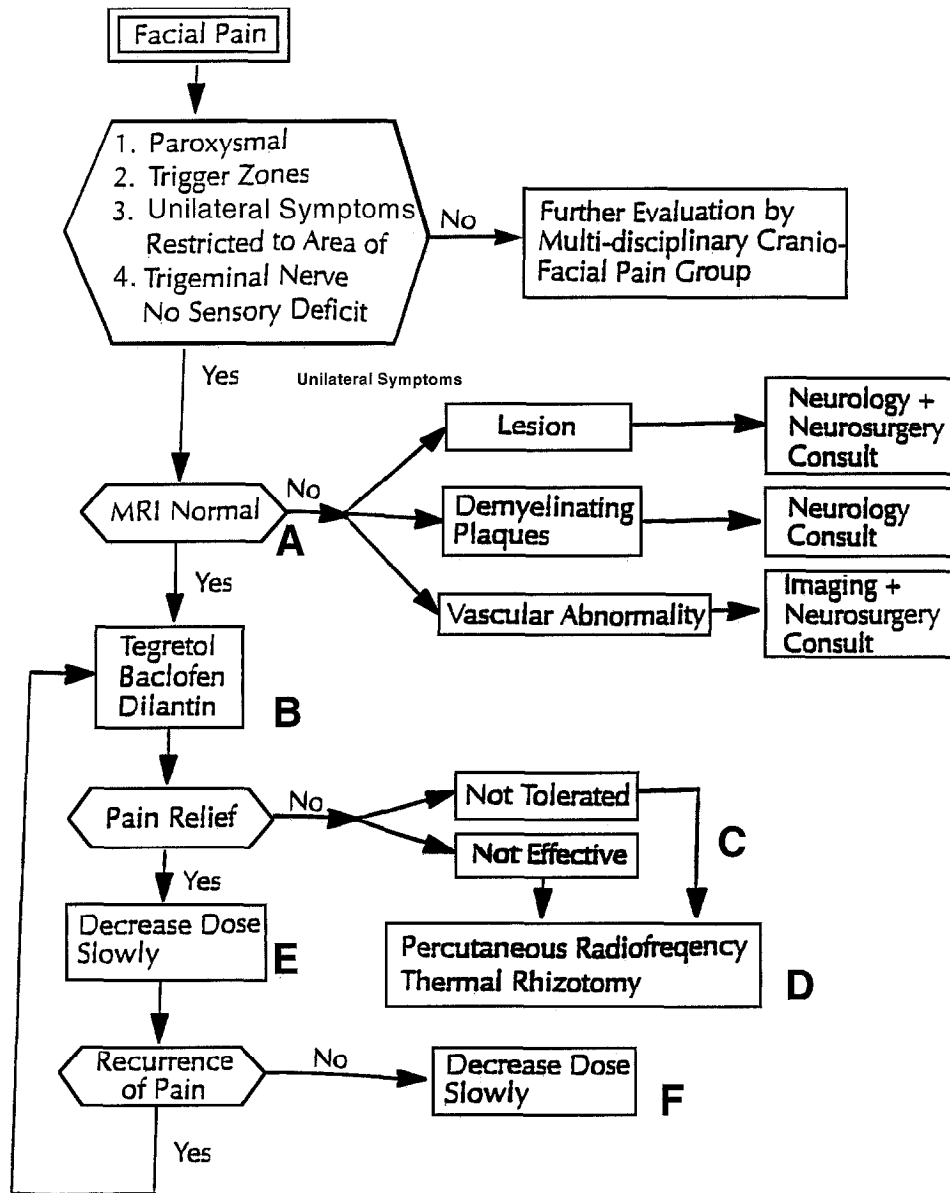 Facial Pain
1. Paroxysmal
2. Trigger Zones
3. Unilateral Symptoms
Restricted to Area of
4. Trigeminal Nerve
No Sensory Deficit
No
Further Evaluation by
Multi-disciplinary Cranio-
Facial Pain Group
Yes
Unilateral Symptoms
MRI Normal
A
No
Lesion
Neurology +
Neurosurgery
Consult
Demyelinating
Plaques
Neurology
Consult
Vascular Abnormality
Imaging +
Neurosurgery
Consult
Yes
Tegretol
Baclofen
Dilantin
B
Pain Relief
No
Not Tolerated
Not Effective
C
Percutaneous Radiofreqency
Thermal Rhizotomy
D
Yes
Decrease Dose
Slowly
E
Recurrence
of Pain
No
Decrease Dose
Slowly
F
Yes